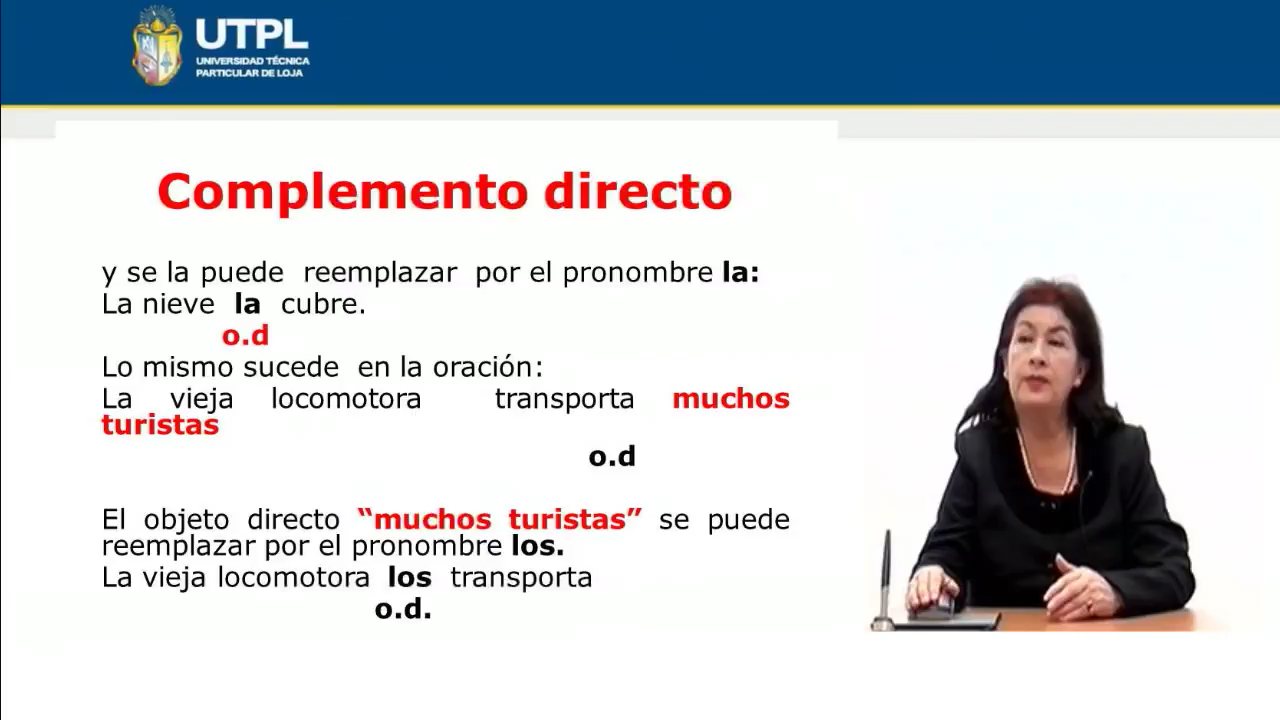 UTPL
UNIVERSIDAD TÉCNICA
PARTICULAR DE LOJA
Complemento directo
y se la puede reemplazar por el pronombre la:
La nieve la cubre.
o.d
Lo mismo sucede en la oración:
La vieja locomotora transporta muchos
turistas
o.d
El objeto directo “muchos turistas” se puede
reemplazar por el pronombre los.
La vieja locomotora los transporta
o.d.